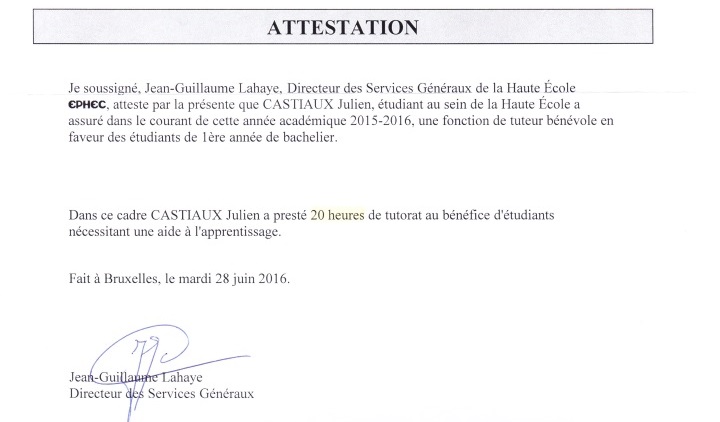 ATTESTATION
Je soussigné, Jean-Guillaume Lahaye, Directeur des Services Généraux de la Haute École
EPHEC, atteste par la présente que CASTIAUX Julien, étudiant au sein de la Haute École a
assuré dans le courant de cette année académique 2015-2016, une fonction de tuteur bénévole en
faveur des étudiants de 1ère année de bachelier.
Dans ce cadre CASTIAUX Julien a presté 20 heures de tutorat au bénéfice d'étudiants
nécessitant une aide à l'apprentissage.
Fait à Bruxelles, le mardi 28 juin 2016.
Jean-Guillaume Lahaye
Directeur des Services Généraux